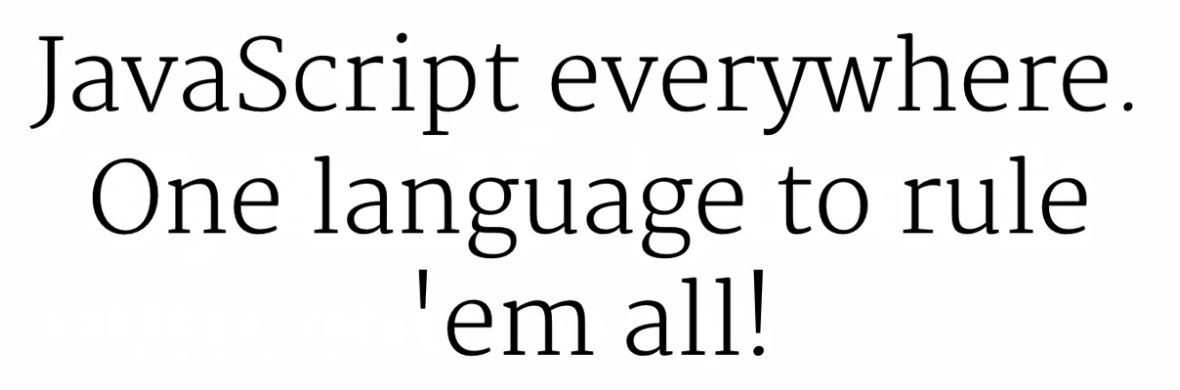 JavaScript everywhere.
One language to rule
'em all!